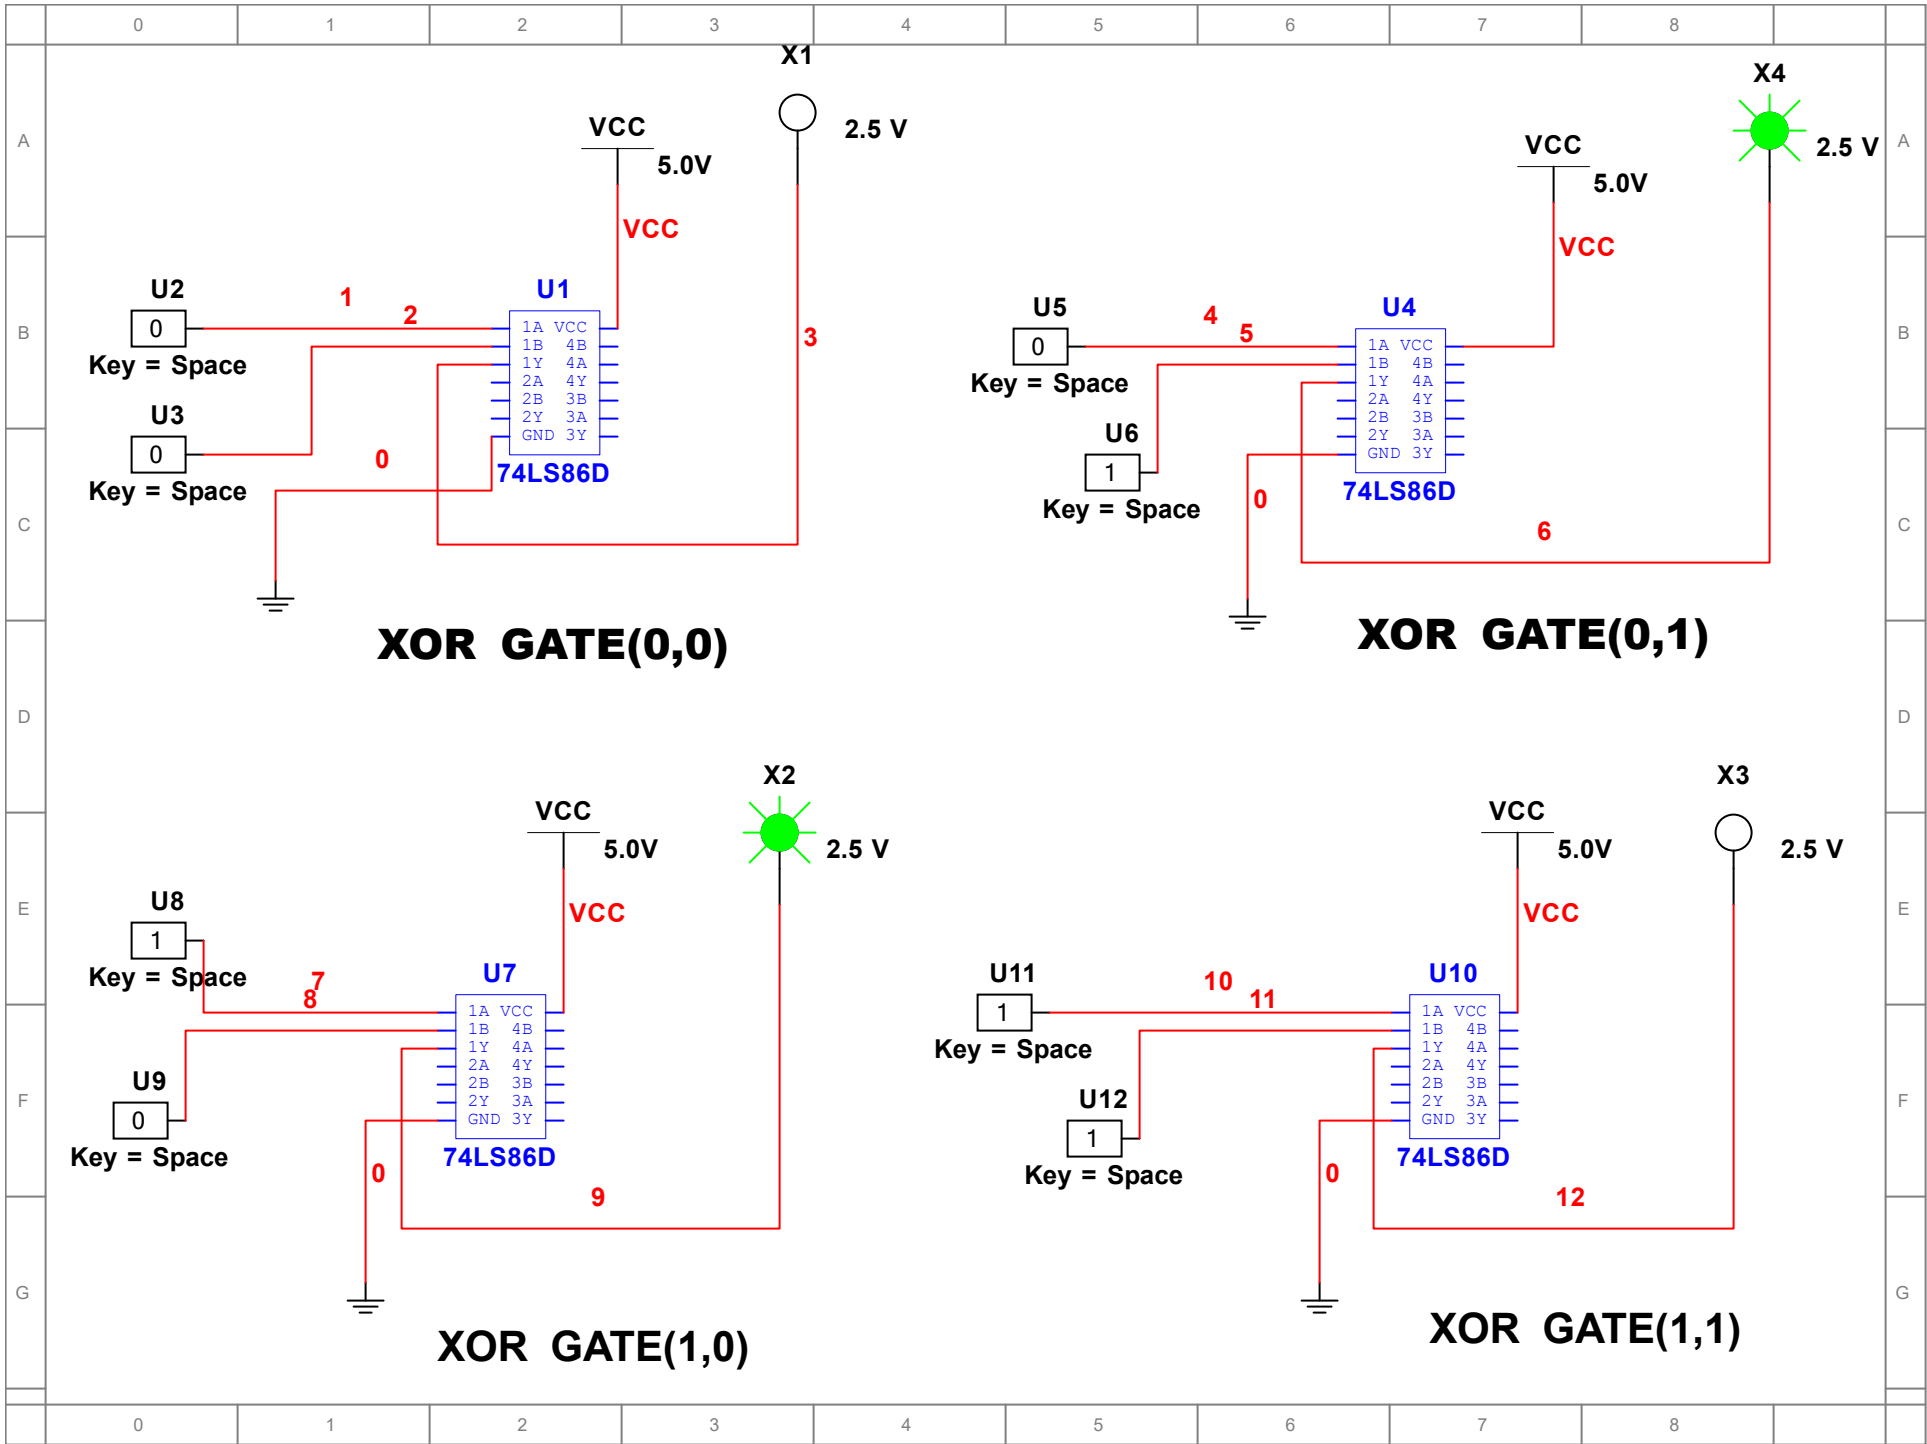 0 1 2 3 4 5 6 7 8
A
A
B
B
C
C
D
D
E
E
F
F
G
G
X1
2.5 V
VCC
5.0V
VCC
U2
0
Key = Space
U3
0
Key = Space
1
2
0
3
U1
1A VCC
1B 4B
1Y 4A
2A 4Y
2B 3B
2Y 3A
GND 3Y
74LS86D
XOR GATE(0,0)
X4
2.5 V
VCC
5.0V
VCC
U5
0
Key = Space
U6
1
Key = Space
4
5
0
6
U4
1A VCC
1B 4B
1Y 4A
2A 4Y
2B 3B
2Y 3A
GND 3Y
74LS86D
XOR GATE(0,1)
X2
2.5 V
VCC
5.0V
VCC
U8
1
Key = Space
U9
0
Key = Space
7
8
0
9
U7
1A VCC
1B 4B
1Y 4A
2A 4Y
2B 3B
2Y 3A
GND 3Y
74LS86D
XOR GATE(1,0)
X3
2.5 V
VCC
5.0V
VCC
U11
1
Key = Space
U12
1
Key = Space
10
11
0
12
U10
1A VCC
1B 4B
1Y 4A
2A 4Y
2B 3B
2Y 3A
GND 3Y
74LS86D
XOR GATE(1,1)
0 1 2 3 4 5 6 7 8